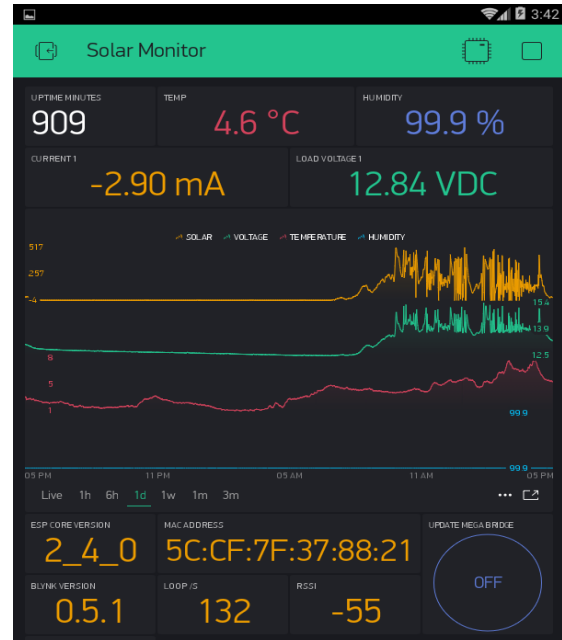 3:42
Solar Monitor
UPTIME MINUTES TEMP HUMIDITY
909 4.6 °C 99.9 %
CURRENT 1 LOAD VOLTAGE 1
-2.90 mA 12.84 VDC
SOLAR VOLTAGE TEMPERATURE HUMIDITY
517
257
-4 15.4
13.9
8 12.5
5
1 99.9
99.9
05 PM 11 PM 05 AM 11 AM 05 PM
Live 1h 6h 1d 1w 1m 3m
ESP CORE VERSION MAC ADDRESS UPDATE MEGA BRIDGE
2_4_0 5C:CF:7F:37:88:21
OFF
BLYNK VERSION LOOP /S RSSI
0.5.1 132 -55